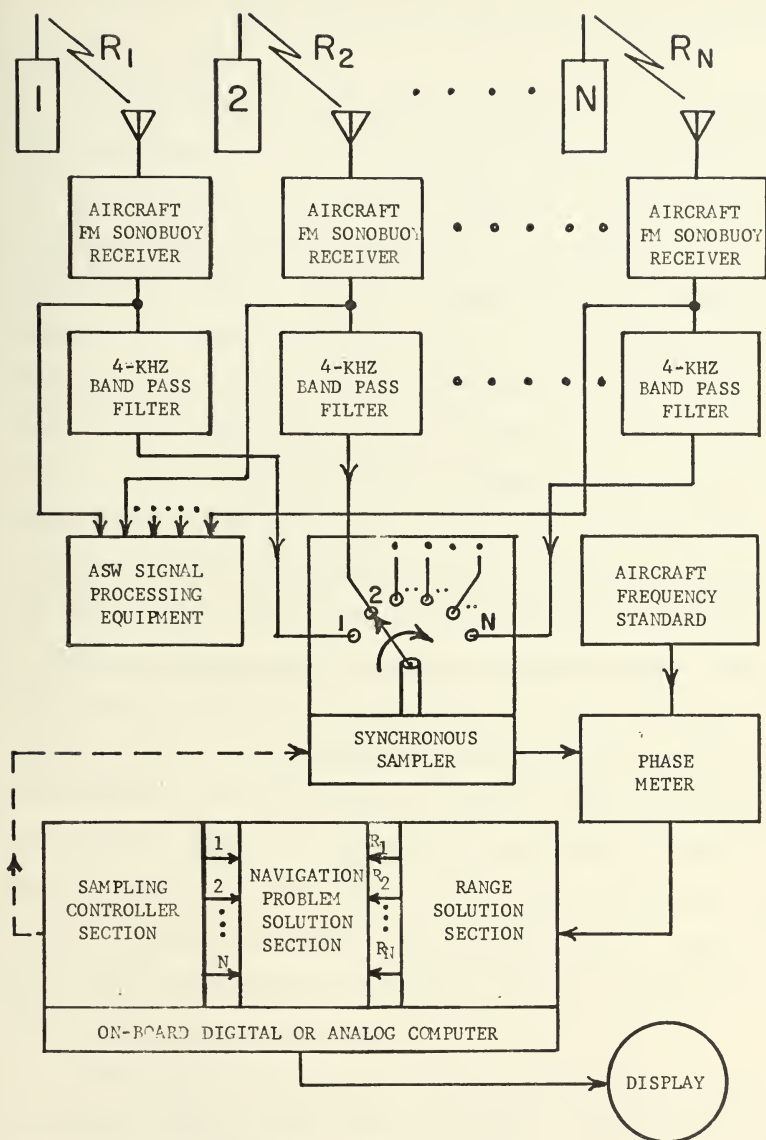 R1
R2
RN
1
2
N
AIRCRAFT
FM SONOBUOY
RECEIVER
AIRCRAFT
FM SONOBUOY
RECEIVER
AIRCRAFT
FM SONOBUOY
RECEIVER
4-KHZ
BAND PASS
FILTER
4-KHZ
BAND PASS
FILTER
4-KHZ
BAND PASS
FILTER
ASW SIGNAL
PROCESSING
EQUIPMENT
1
2
N
AIRCRAFT
FREQUENCY
STANDARD
SYNCHRONOUS
SAMPLER
PHASE
METER
SAMPLING
CONTROLLER
SECTION
1
2
N
NAVIGATION
PROBLEM
SOLUTION
SECTION
R1
R2
RN
RANGE
SOLUTION
SECTION
ON-BOARD DIGITAL OR ANALOG COMPUTER
DISPLAY